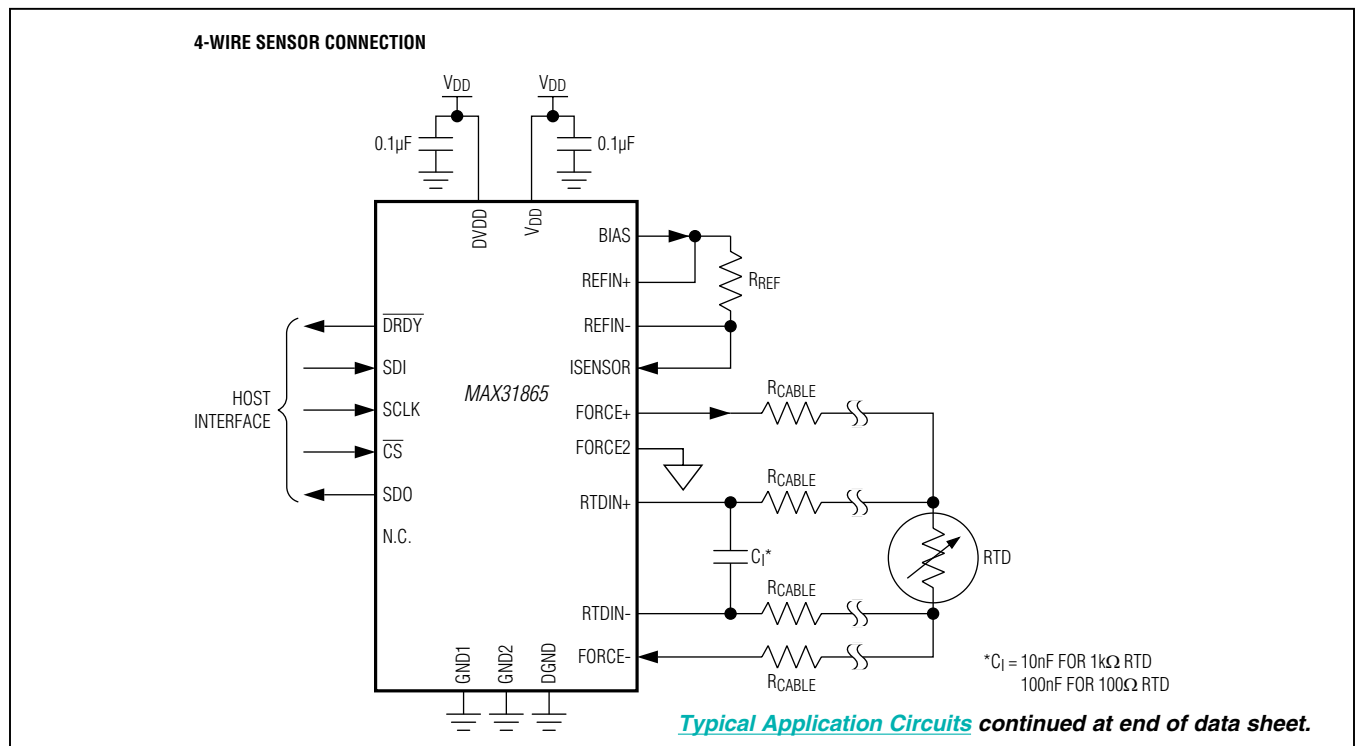 4-WIRE SENSOR CONNECTION
VDD
VDD
0.1µF
0.1µF
DVDD
VDD
BIAS
REFIN+
RREF
REFIN-
ISENSOR
DRDY
SDI
SCLK
CS
SDO
N.C.
HOST
INTERFACE
MAX31865
FORCE+
RCABLE
FORCE2
RTDIN+
RCABLE
CI*
RTD
RTDIN-
RCABLE
FORCE-
RCABLE
GND1
GND2
DGND
*CI = 10nF FOR 1kΩ RTD
100nF FOR 100Ω RTD
Typical Application Circuits continued at end of data sheet.